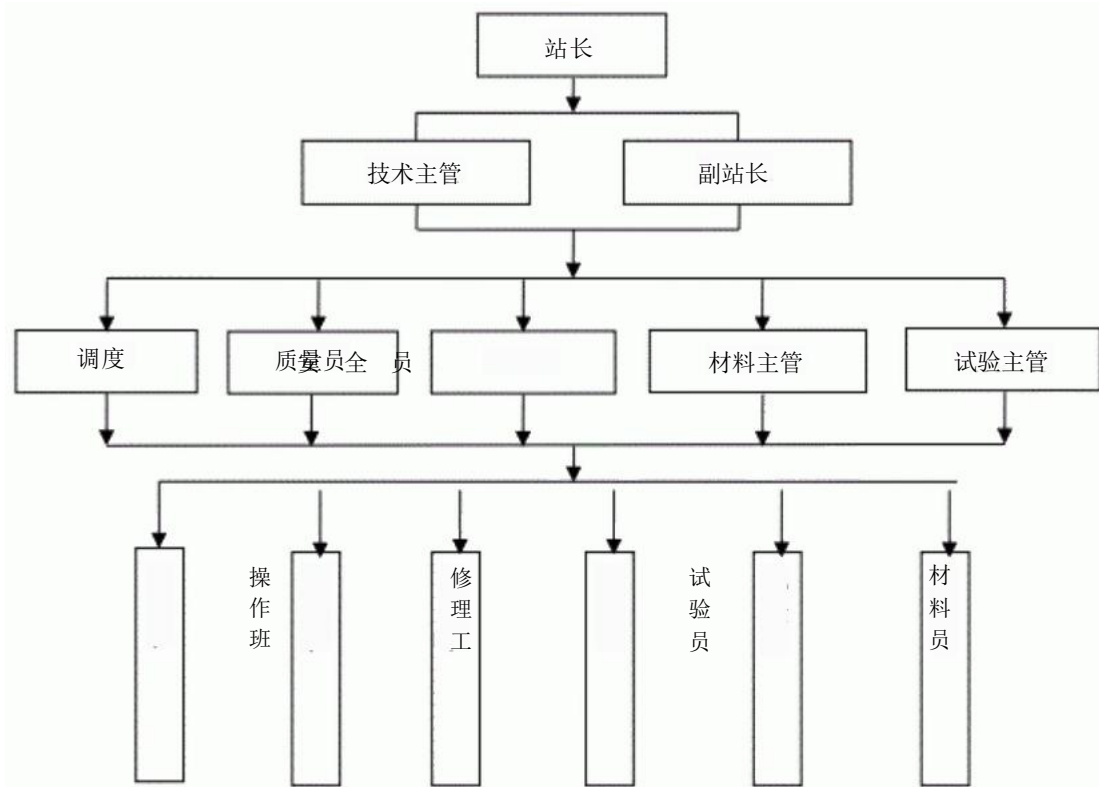 站长
技术主管
副站长
调度
质量员
安全员
材料主管
试验主管
操作班
修理工
试验员
材料员